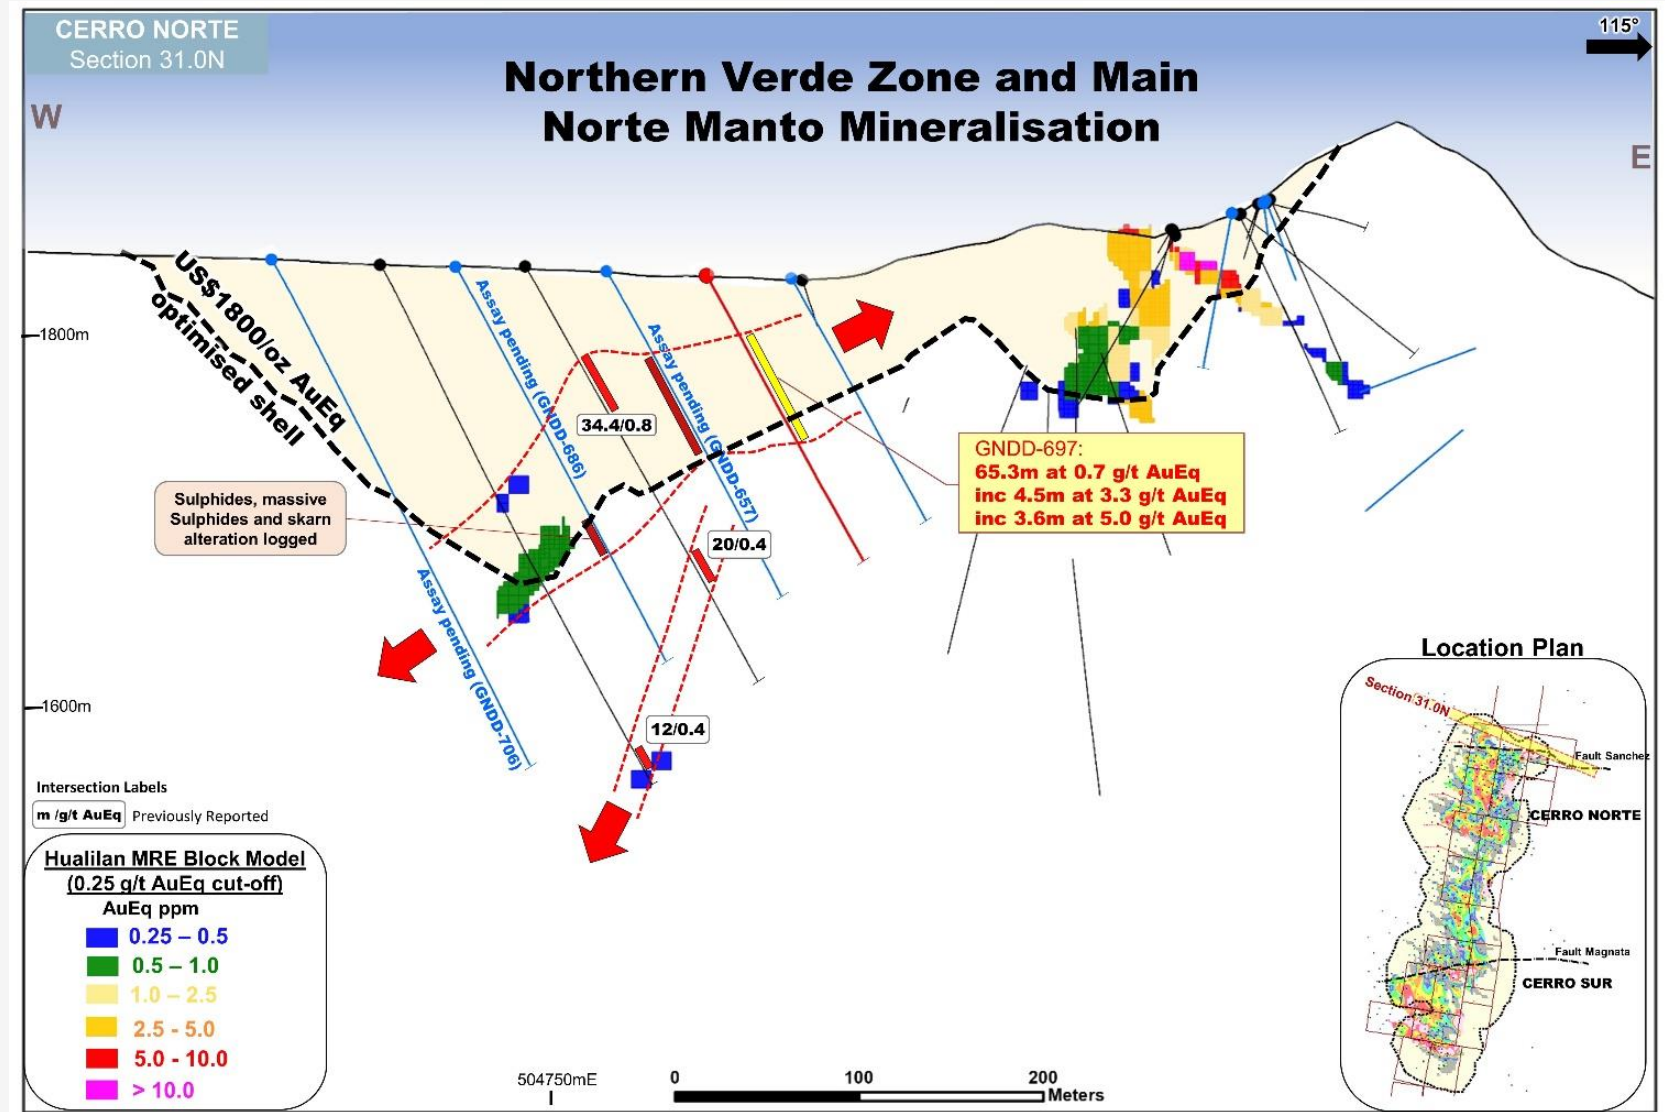 CERRO NORTE
Section 31.0N
115°
Northern Verde Zone and Main
Norte Manto Mineralisation
W
E
US$1800/oz AuEq
optimised shell
1800m
Assay pending (GNDD-686)
Assay pending (GNDD-657)
34.4/0.8
GNDD-697:
65.3m at 0.7 g/t AuEq
inc 4.5m at 3.3 g/t AuEq
inc 3.6m at 5.0 g/t AuEq
Sulphides, massive
Sulphides and skarn
alteration logged
20/0.4
Assay pending (GNDD-706)
1600m
12/0.4
Location Plan
Section 31.0N
Fault Sanchez
CERRO NORTE
Fault Magnata
CERRO SUR
Intersection Labels
m /g/t AuEq Previously Reported
Hualilan MRE Block Model
(0.25 g/t AuEq cut-off)
AuEq ppm
0.25 – 0.5
0.5 – 1.0
1.0 – 2.5
2.5 - 5.0
5.0 - 10.0
> 10.0
504750mE
0 100 200
Meters